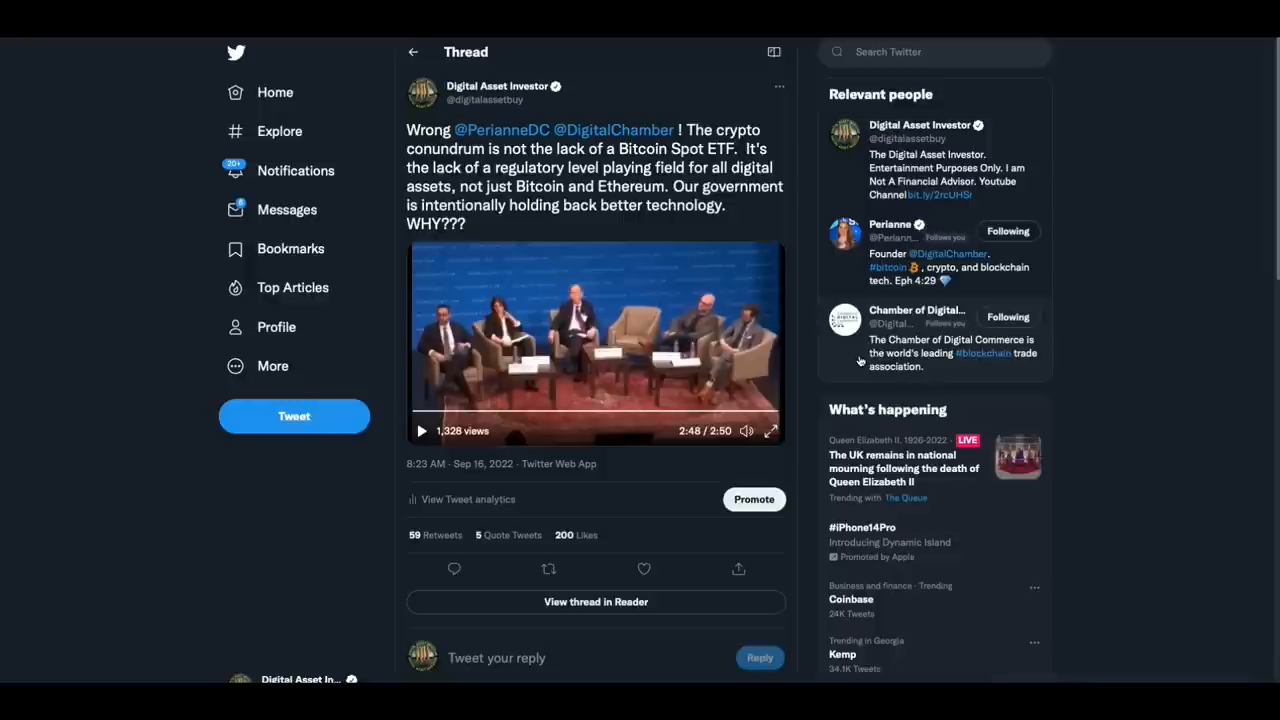 Home
Explore
20+
Notifications
6
Messages
Bookmarks
Top Articles
Profile
More
Tweet
Digital Asset In...
Thread
Digital Asset Investor
@digitalassetbuy
Wrong @PerianneDC @DigitalChamber ! The crypto
conundrum is not the lack of a Bitcoin Spot ETF. It's
the lack of a regulatory level playing field for all digital
assets, not just Bitcoin and Ethereum. Our government
is intentionally holding back better technology.
WHY???
1,328 views
2:48 / 2:50
8:23 AM · Sep 16, 2022 · Twitter Web App
View Tweet analytics
Promote
59 Retweets 5 Quote Tweets 200 Likes
View thread in Reader
Tweet your reply
Reply
Search Twitter
Relevant people
Digital Asset Investor
@digitalassetbuy
The Digital Asset Investor.
Entertainment Purposes Only. I am
Not A Financial Advisor. Youtube
Channel bit.ly/2rcUHSi
Perianne
@Periann... Follows you
Following
Founder @DigitalChamber.
#bitcoin , crypto, and blockchain
tech. Eph 4:29
Chamber of Digital...
@Digital... Follows you
Following
The Chamber of Digital Commerce is
the world's leading #blockchain trade
association.
What's happening
Queen Elizabeth II, 1926-2022 · LIVE
The UK remains in national
mourning following the death of
Queen Elizabeth II
Trending with The Queue
#iPhone14Pro
Introducing Dynamic Island
Promoted by Apple
Business and finance · Trending
Coinbase
24K Tweets
Trending in Georgia
Kemp
34.1K Tweets